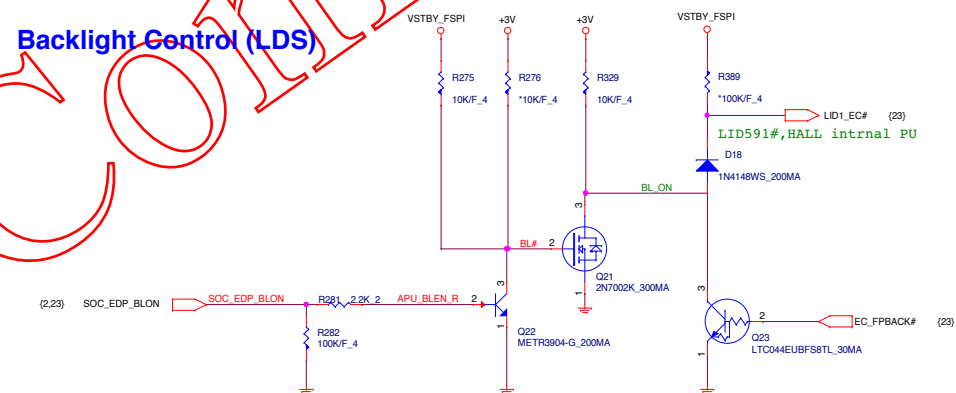 Backlight Control (LDS)
VSTBY_FSPI
+3V
+3V
VSTBY_FSPI
R275
10K/F_4
R276
*10K/F_4
R329
10K/F_4
R389
*100K/F_4
LID1_EC# {23}
LID591#,HALL intrnal PU
D18
1N4148WS_200MA
BL_ON
3
BL#
2
Q21
2N7002K_300MA
1
{2,23} SOC_EDP_BLON
SOC_EDP_BLON
R281 2.2K_2
APU_BLEN_R
2
3
1
Q22
METR3904-G_200MA
R282
100K/F_4
3
2
EC_FPBACK# {23}
Q23
LTC044EUBFS8TL_30MA
1